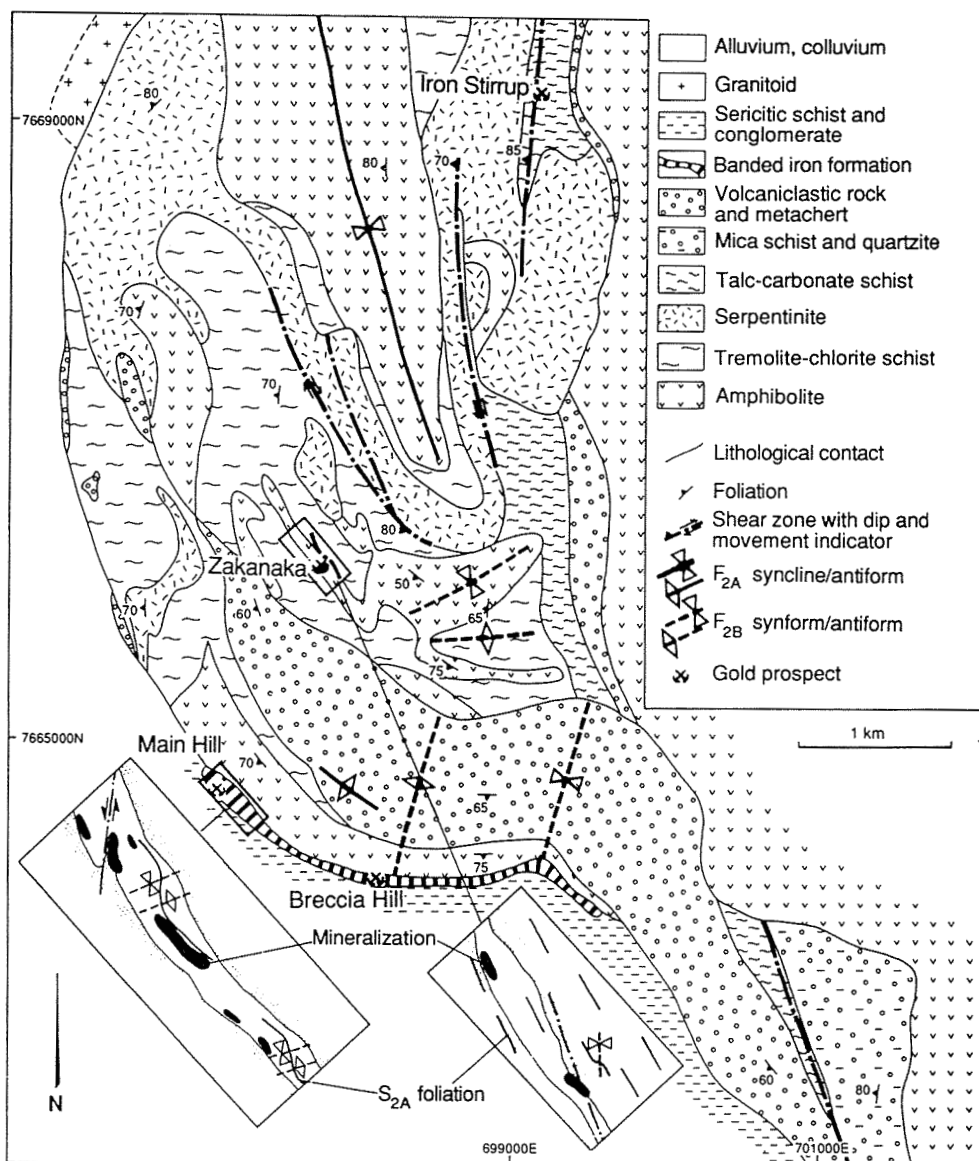 Iron Stirrup
80
7669000N
80
70
85
70
70
80
Zakanaka
50
60
65
70
75
7665000N
Main Hill
70
65
75
Breccia Hill
Mineralization
S2A foliation
N
60
80
699000E
701000E
Alluvium, colluvium
Granitoid
Sericitic schist and
conglomerate
Banded iron formation
Volcaniclastic rock
and metachert
Mica schist and quartzite
Talc-carbonate schist
Serpentinite
Tremolite-chlorite schist
Amphibolite
Lithological contact
Foliation
Shear zone with dip and
movement indicator
F2A syncline/antiform
F2B synform/antiform
Gold prospect
1 km